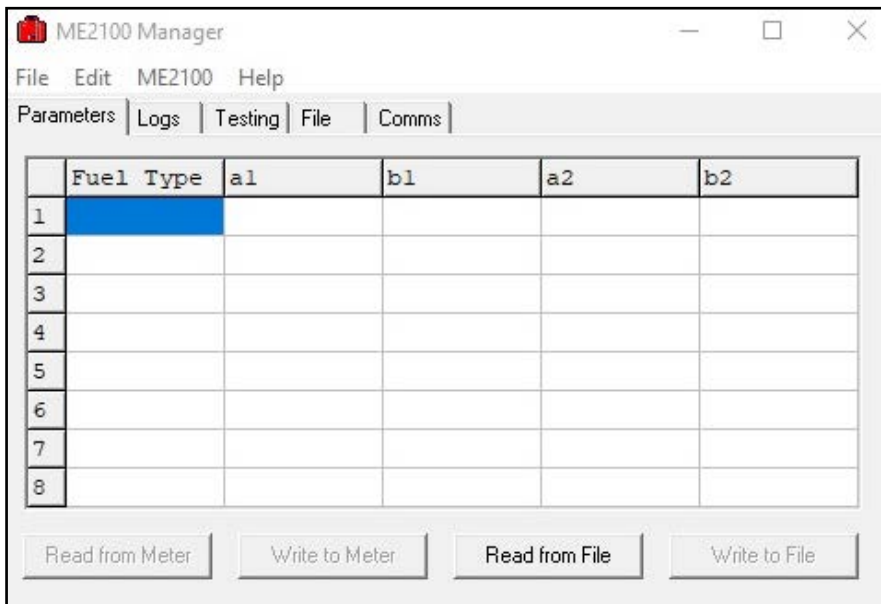 ME2100 Manager
File Edit ME2100 Help
Parameters Logs Testing File Comms
Fuel Type a1 b1 a2 b2
1
2
3
4
5
6
7
8
Read from Meter Write to Meter Read from File Write to File